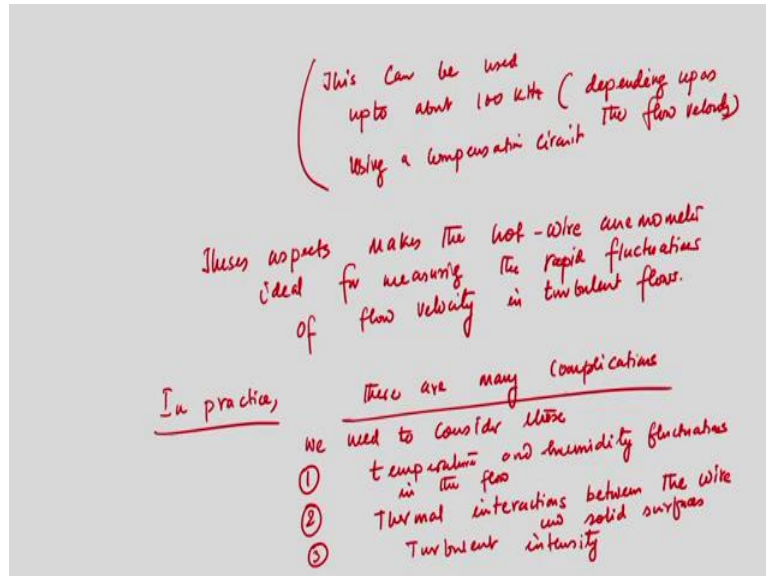 This can be used
upto about 100 kHz ( depending upon
the flow velocity)
Using a compensation circuit
Theses aspects makes the hot-wire anemometer
ideal for measuring the rapid fluctuations
of flow velocity in turbulent flows.
In practice, there are many complications
we need to consider these
① temperature and humidity fluctuations
in the flow
② Thermal interactions between the wire
and solid surfaces
③ Turbulent intensity